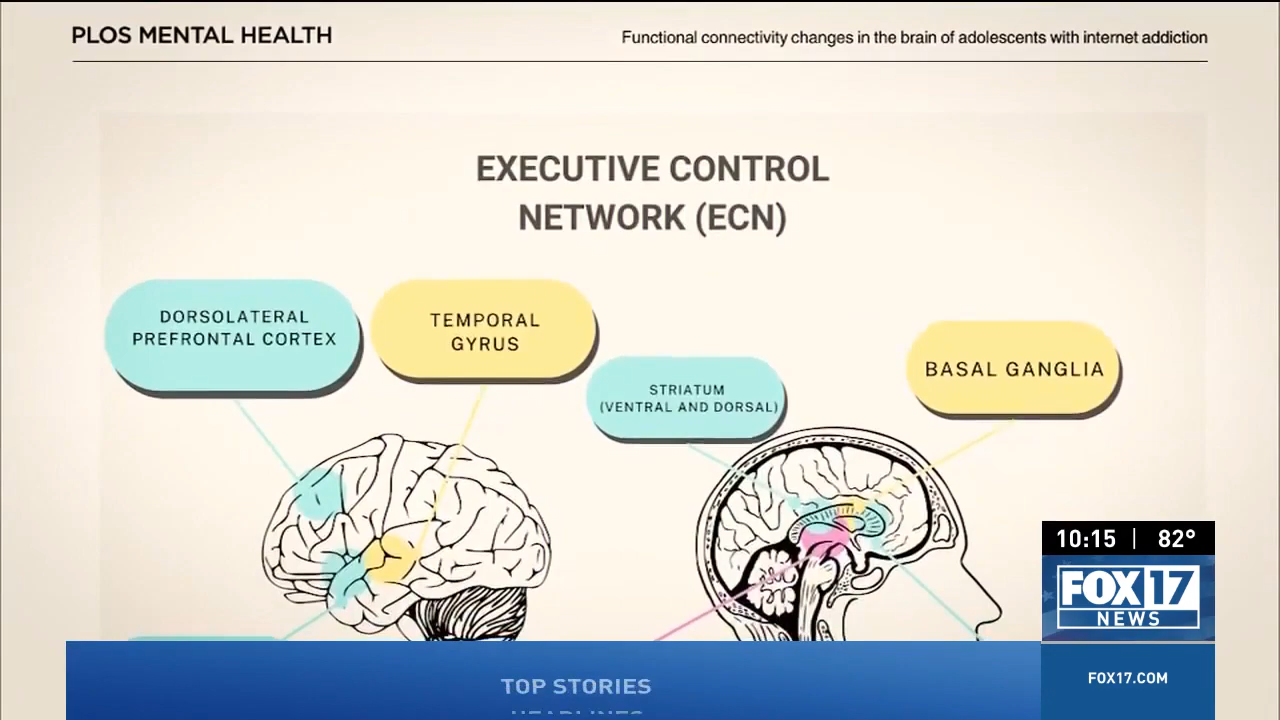 PLOS MENTAL HEALTH
Functional connectivity changes in the brain of adolescents with internet addiction
EXECUTIVE CONTROL
NETWORK (ECN)
DORSOLATERAL
PREFRONTAL CORTEX
TEMPORAL
GYRUS
STRIATUM
(VENTRAL AND DORSAL)
BASAL GANGLIA
10:15 | 82°
FOX 17
NEWS
TOP STORIES
HEADLINES
FOX17.COM